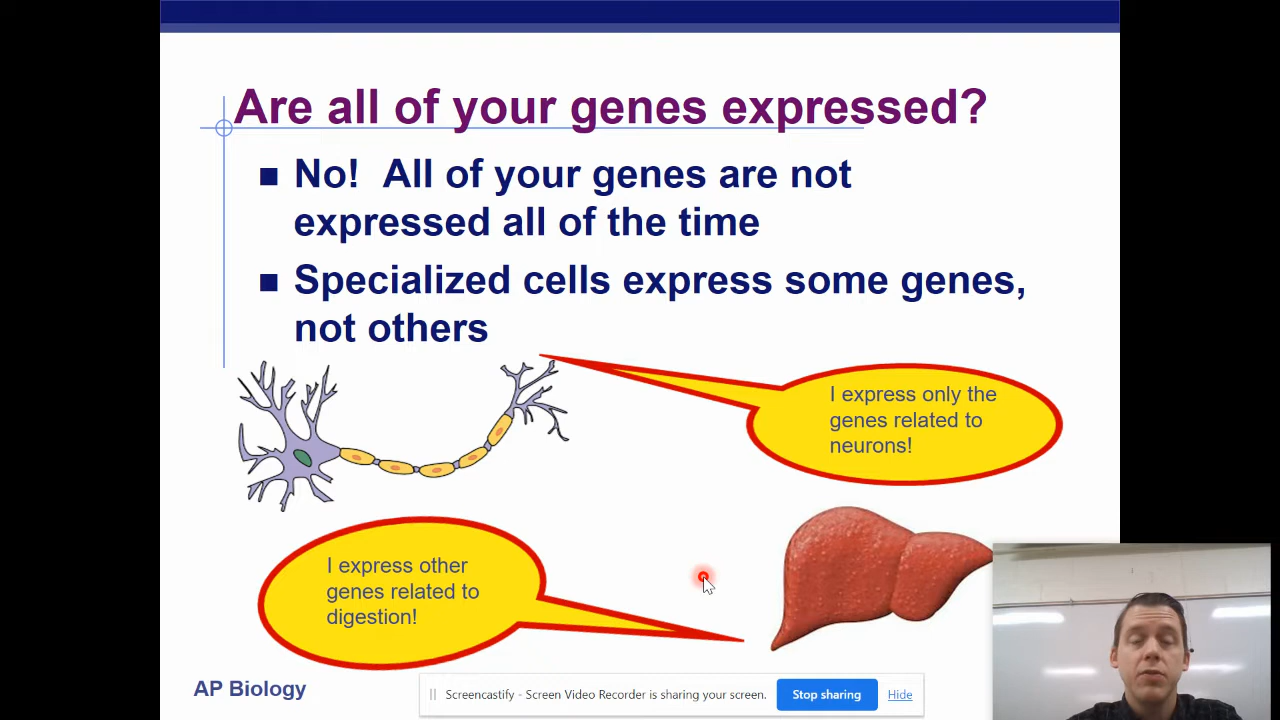 Are all of your genes expressed?
■ No! All of your genes are not
expressed all of the time
■ Specialized cells express some genes,
not others
I express only the
genes related to
neurons!
I express other
genes related to
digestion!
AP Biology
Screencastify - Screen Video Recorder is sharing your screen.
Stop sharing
Hide